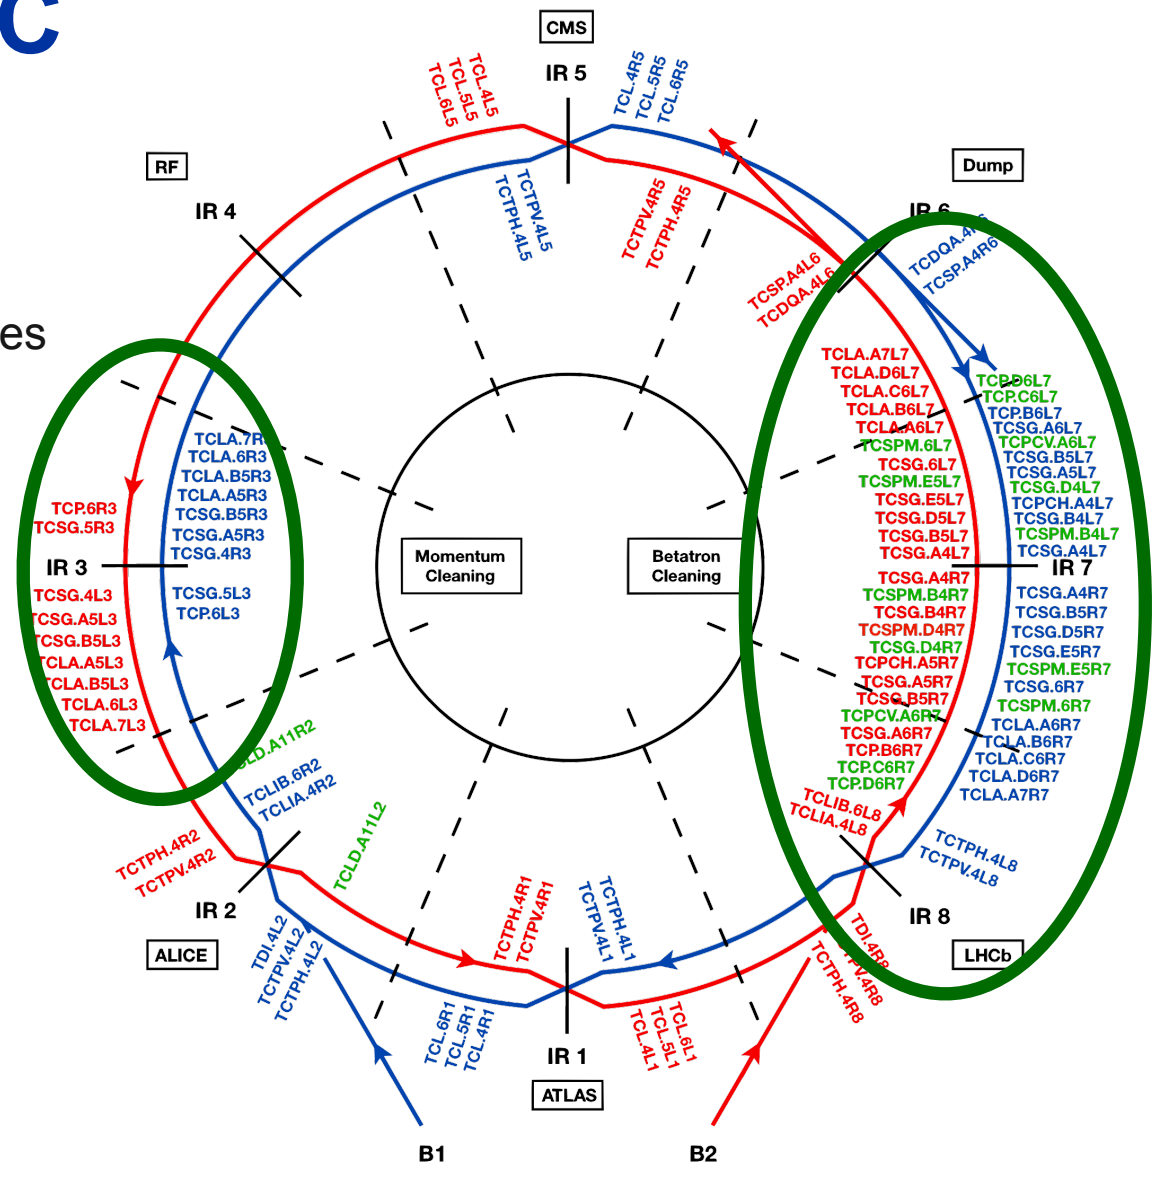 C
CMS
IR 5
TCL.6L5
TCL.5L5
TCL.4L5
TCL.4R5
TCL.5R5
TCL.6R5
RF
Dump
IR 4
IR 6
TCTPH.4L5
TCTPV.4L5
TCTPV.4R5
TCTPH.4R5
TCSP.A4L6
TCDQA.4L6
TCSP.A4R6
es
TCLA.7R
TCLA.6R3
TCLA.B5R3
TCLA.A5R3
TCSG.B5R3
TCSG.A5R3
TCSG.4R3
TCP.6R3
TCSG.5R3
IR 3
TCSG.5L3
TCP.6L3
TCSG.4L3
TCSG.A5L3
TCSG.B5L3
TCLA.A5L3
TCLA.B5L3
TCLA.6L3
TCLA.7L3
Momentum
Cleaning
Betatron
Cleaning
TCLA.A7L7
TCLA.D6L7
TCLA.C6L7
TCLA.B6L7
TCLA.A6L7
TCSPM.6L7
TCSG.6L7
TCSPM.E5L7
TCSG.E5L7
TCSG.D5L7
TCSG.B5L7
TCSG.A4L7
TCSG.A4R7
TCSPM.B4R7
TCSG.B4R7
TCSPM.D4R7
TCSG.D4R7
TCPCH.A5R7
TCSG.A5R7
TCSG.B5R7
TCPCV.A6R7
TCSG.A6R7
TCP.B6R7
TCP.C6R7
TCP.D6R7
TCP.D6L7
TCP.C6L7
TCP.B6L7
TCSG.A6L7
TCPCV.A6L7
TCSG.B5L7
TCSG.A5L7
TCSG.D4L7
TCPCH.A4L7
TCSG.B4L7
TCSPM.B4L7
TCSG.A4L7
IR 7
TCSG.A4R7
TCSG.B5R7
TCSG.D5R7
TCSG.E5R7
TCSPM.E5R7
TCSG.6R7
TCSPM.6R7
TCLA.A6R7
TCLA.B6R7
TCLA.C6R7
TCLA.D6R7
TCLA.A7R7
TCLIB.6L8
TCLIA.4L8
TCTPH.4L8
TCTPV.4L8
IR 8
LHCb
TDI.4R8
TCTPH.4R8
CLD.A11R2
TCLIB.6R2
TCLIA.4R2
TCLD.A11L2
TCTPH.4R2
TCTPV.4R2
IR 2
ALICE
TDI.4L2
TCTPV.4L2
TCTPH.4L2
TCTPH.4R1
TCTPV.4R1
TCTPV.4L1
TCTPH.4L1
TCL.6R1
TCL.5R1
TCL.4R1
TCL.4L1
TCL.5L1
TCL.6L1
IR 1
ATLAS
B1
B2